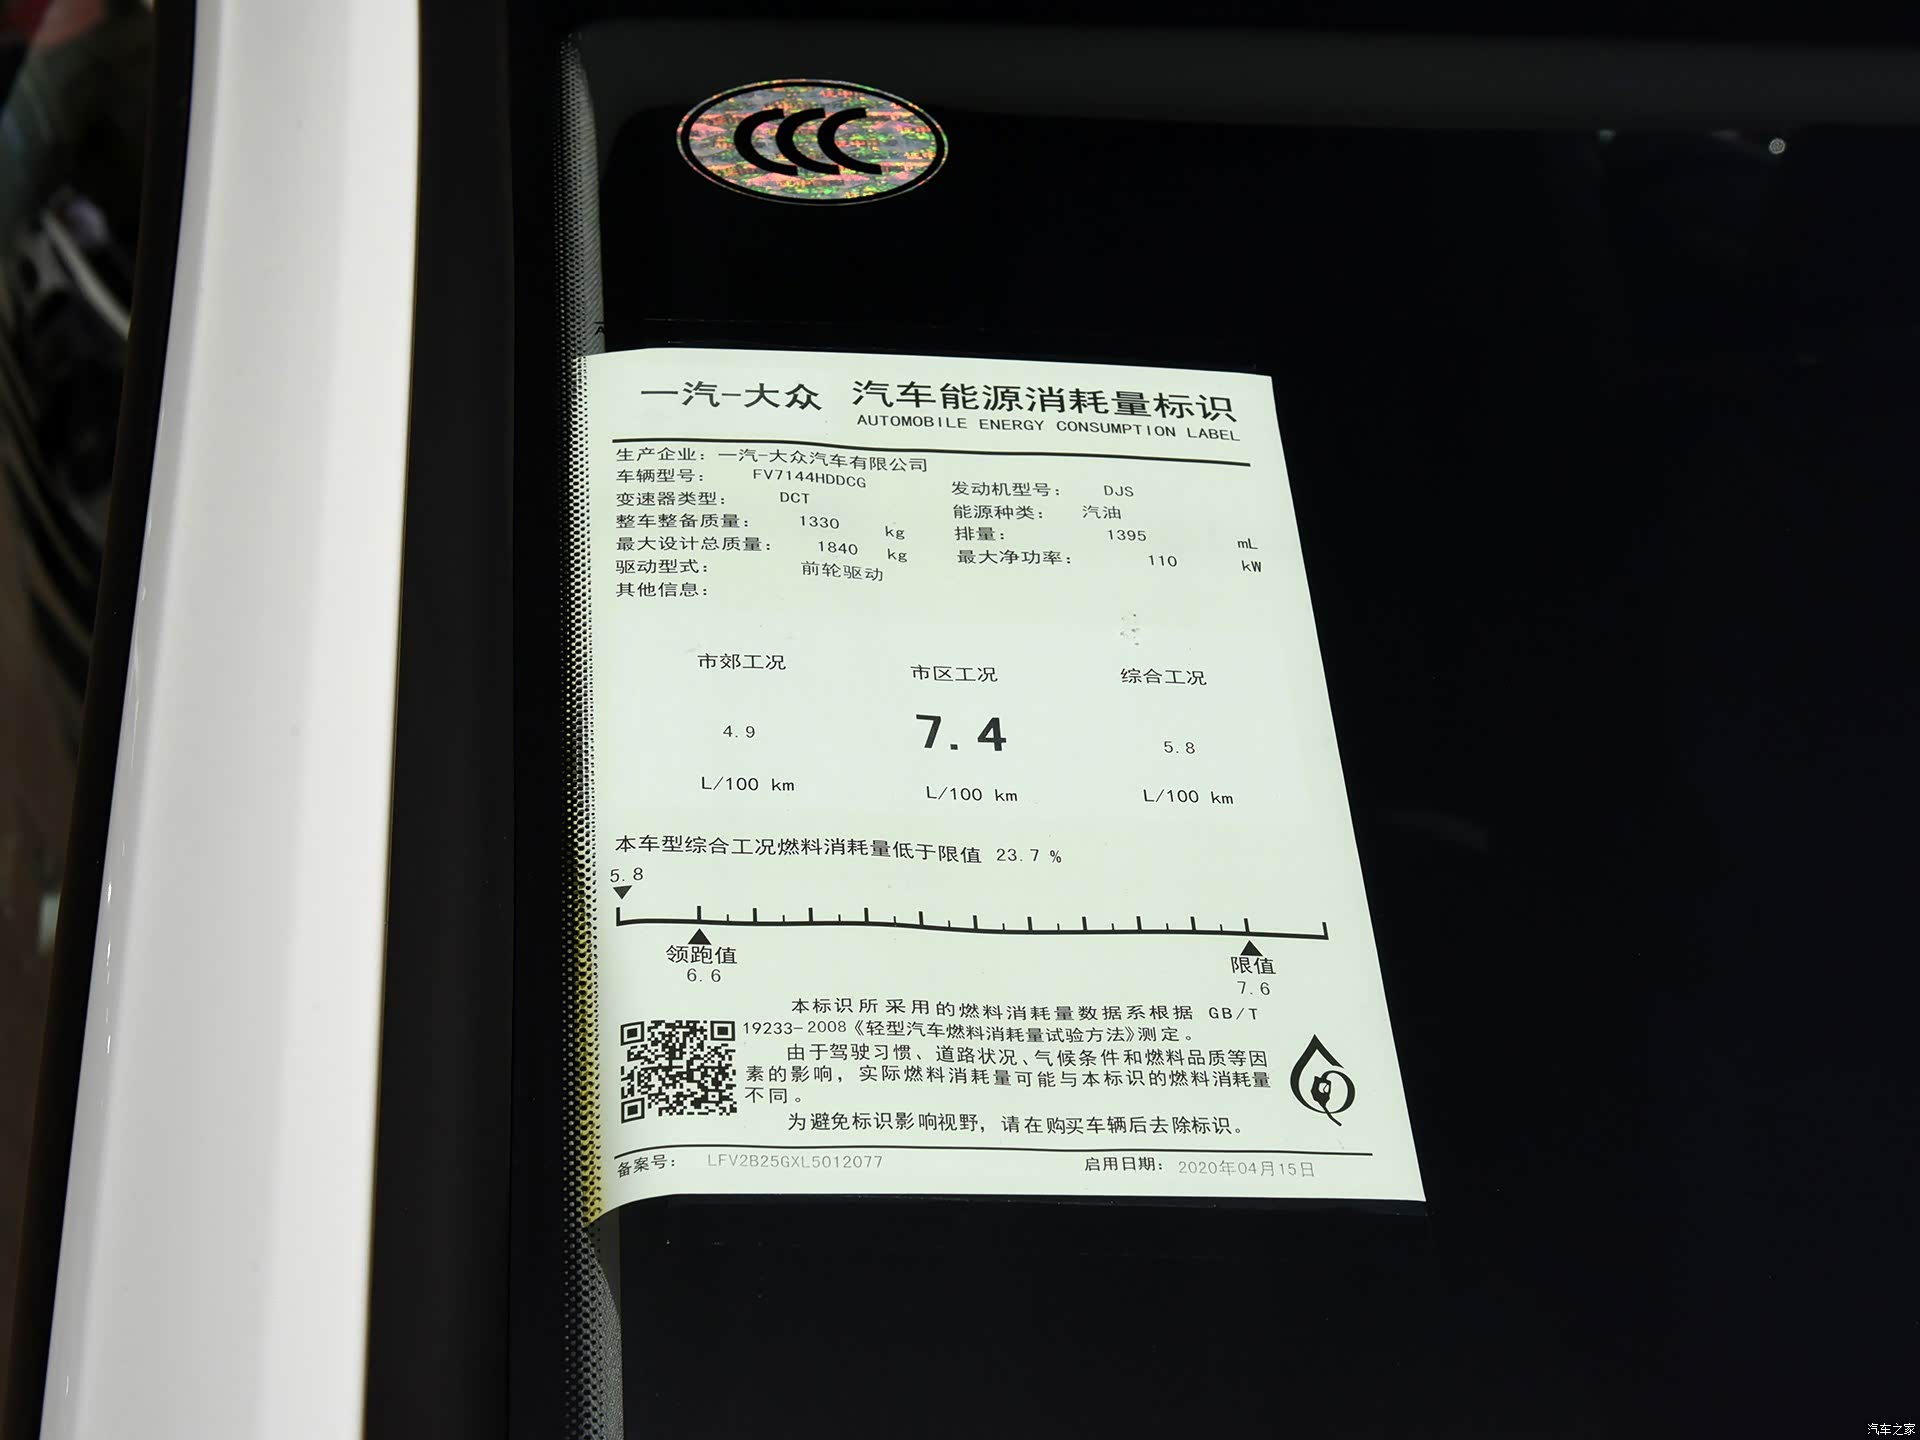 CCC
一汽-大众 汽车能源消耗量标识
AUTOMOBILE ENERGY CONSUMPTION LABEL
生产企业：一汽-大众汽车有限公司
车辆型号： FV7144HDDCG 发动机型号： DJS
变速器类型： DCT 能源种类： 汽油
整车整备质量： 1330 kg 排量： 1395 mL
最大设计总质量： 1840 kg 最大净功率： 110 kW
驱动型式： 前轮驱动
其他信息：
市郊工况 市区工况 综合工况
4.9 7.4 5.8
L/100 km L/100 km L/100 km
本车型综合工况燃料消耗量低于限值 23.7 %
5.8
领跑值 限值
6.6 7.6
本标识所采用的燃料消耗量数据系根据 GB/T
19233-2008《轻型汽车燃料消耗量试验方法》测定。
由于驾驶习惯、道路状况、气候条件和燃料品质等因
素的影响，实际燃料消耗量可能与本标识的燃料消耗量
不同。
为避免标识影响视野，请在购买车辆后去除标识。
备案号： LFV2B25GXL5012077 启用日期： 2020年04月15日
汽车之家